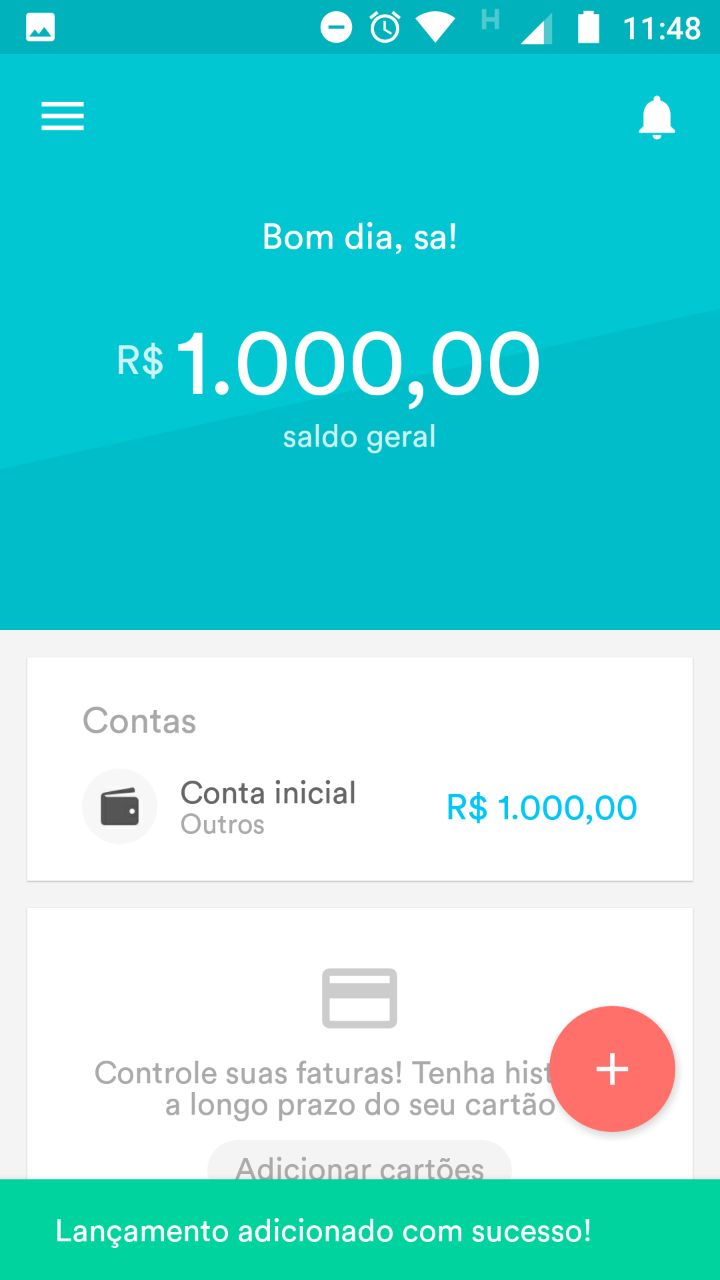 H
11:48
Bom dia, sa!
R$ 1.000,00
saldo geral
Contas
Conta inicial
Outros
R$ 1.000,00
Controle suas faturas! Tenha hist
a longo prazo do seu cartão
Adicionar cartões
Lançamento adicionado com sucesso!